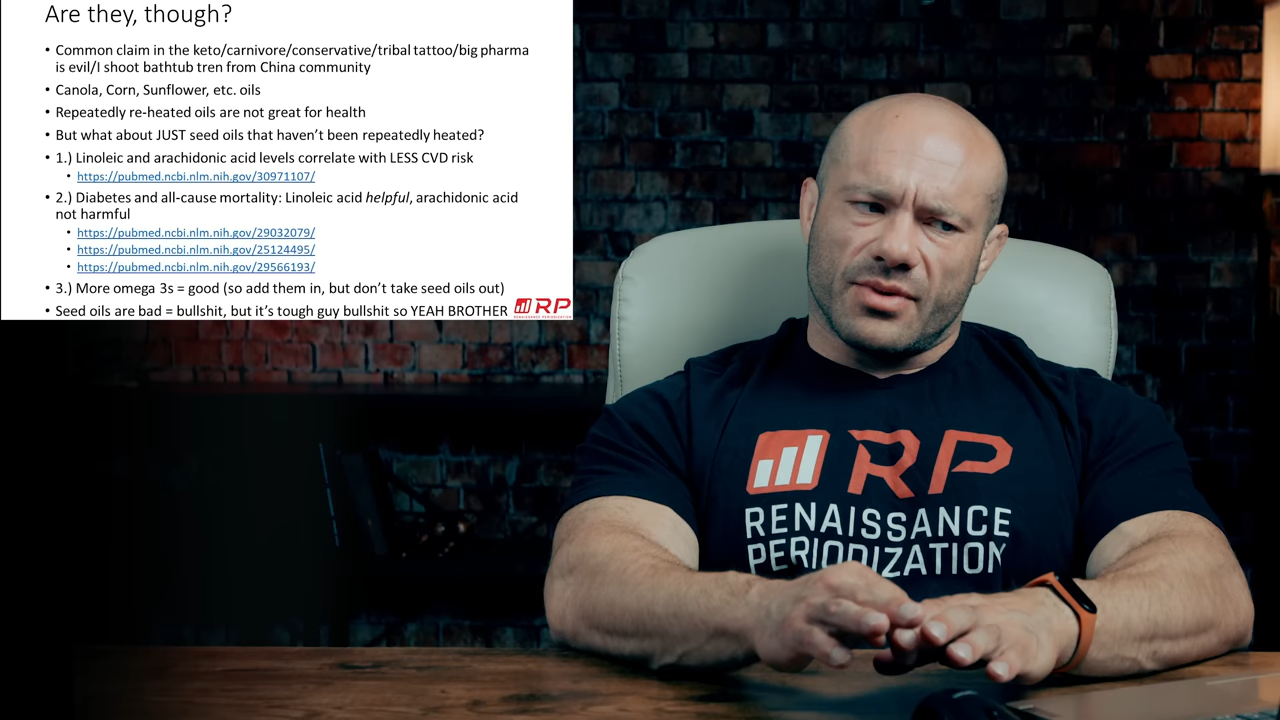 Are they, though?
• Common claim in the keto/carnivore/conservative/tribal tattoo/big pharma
is evil/I shoot bathtub tren from China community
• Canola, Corn, Sunflower, etc. oils
• Repeatedly re-heated oils are not great for health
• But what about JUST seed oils that haven't been repeatedly heated?
• 1.) Linoleic and arachidonic acid levels correlate with LESS CVD risk
• https://pubmed.ncbi.nlm.nih.gov/30971107/
• 2.) Diabetes and all-cause mortality: Linoleic acid helpful, arachidonic acid
not harmful
• https://pubmed.ncbi.nlm.nih.gov/29032079/
• https://pubmed.ncbi.nlm.nih.gov/25124495/
• https://pubmed.ncbi.nlm.nih.gov/29566193/
• 3.) More omega 3s = good (so add them in, but don't take seed oils out)
• Seed oils are bad = bullshit, but it's tough guy bullshit so YEAH BROTHER
RP
RENAISSANCE PERIODIZATION
RP
RENAISSANCE
PERIODIZATION